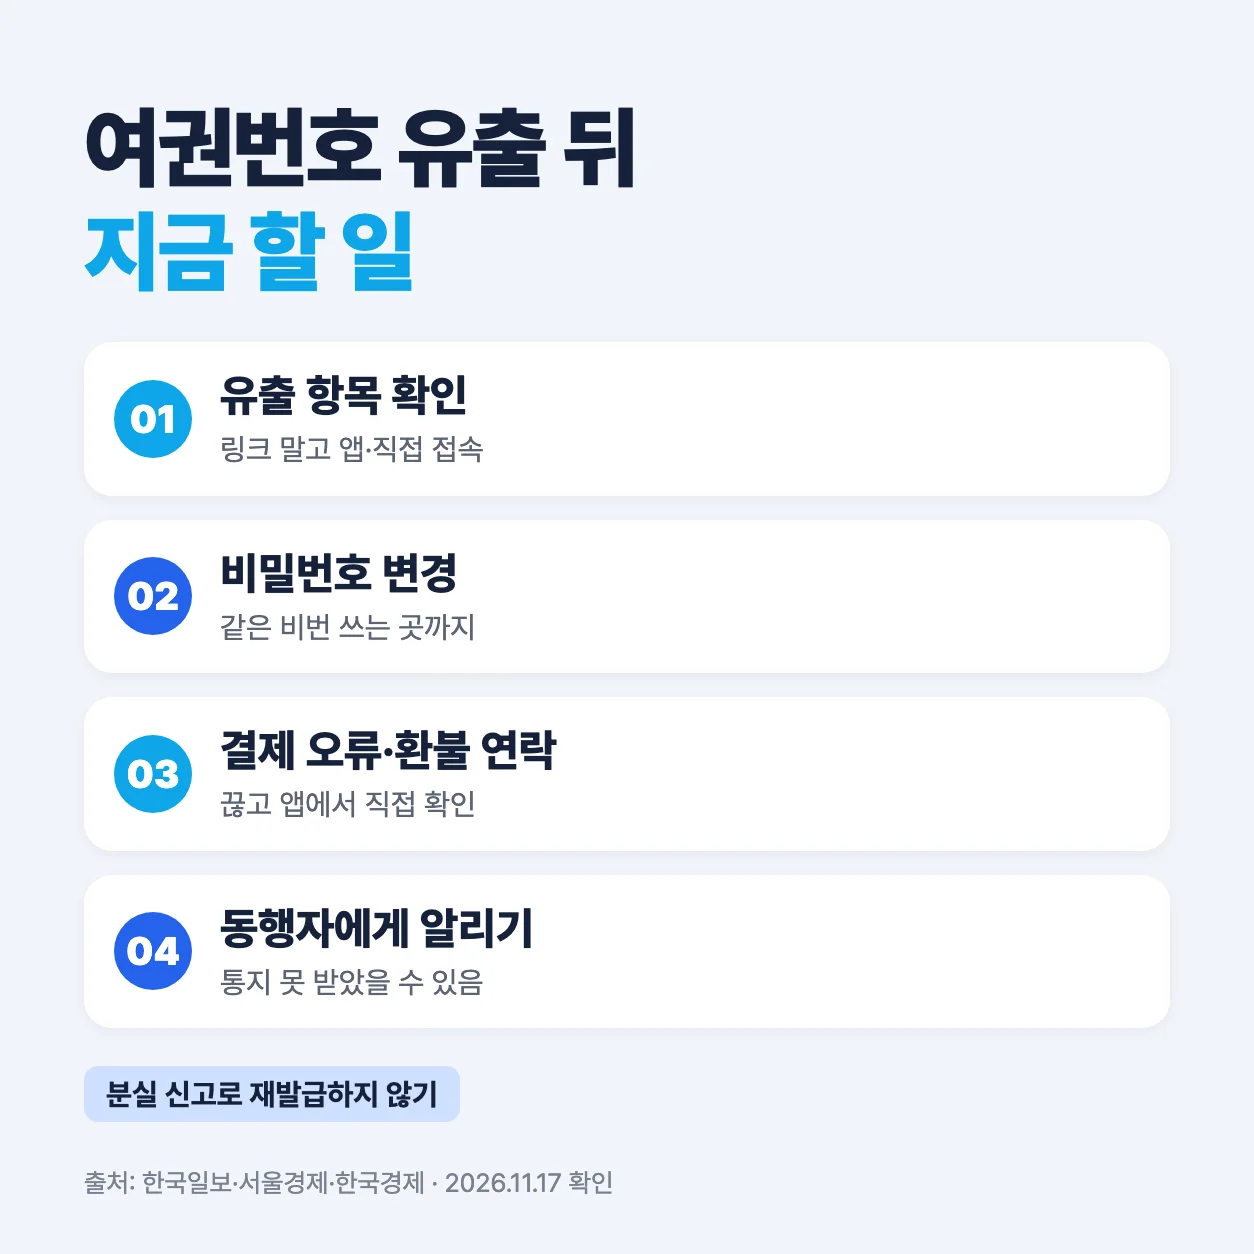 여권번호 유출 뒤
지금 할 일
01
유출 항목 확인
링크 말고 앱·직접 접속
02
비밀번호 변경
같은 비번 쓰는 곳까지
03
결제 오류·환불 연락
끊고 앱에서 직접 확인
04
동행자에게 알리기
통지 못 받았을 수 있음
분실 신고로 재발급하지 않기
출처: 한국일보·서울경제·한국경제 · 2026.11.17 확인